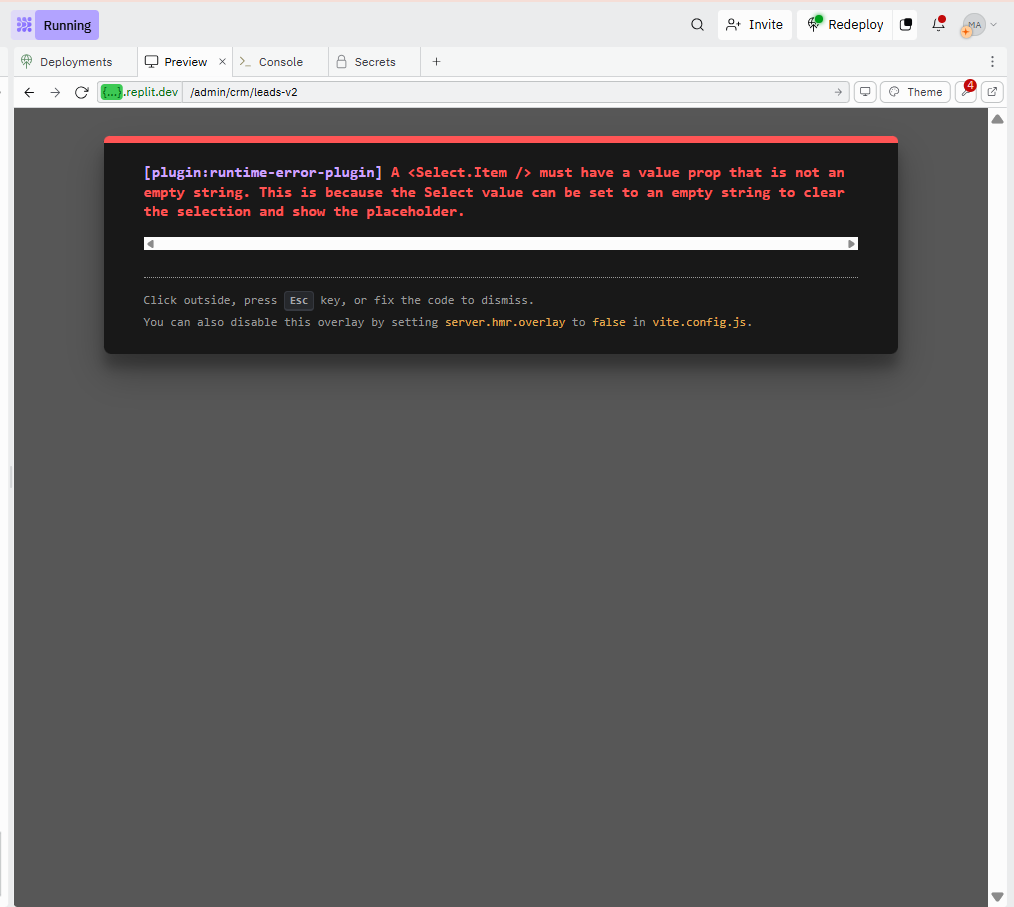 Running
Invite
Redeploy
MA
Deployments
Preview
Console
Secrets
{...}.replit.dev /admin/crm/leads-v2
Theme
4
[plugin:runtime-error-plugin] A <Select.Item /> must have a value prop that is not an
empty string. This is because the Select value can be set to an empty string to clear
the selection and show the placeholder.
Click outside, press Esc key, or fix the code to dismiss.
You can also disable this overlay by setting server.hmr.overlay to false in vite.config.js.